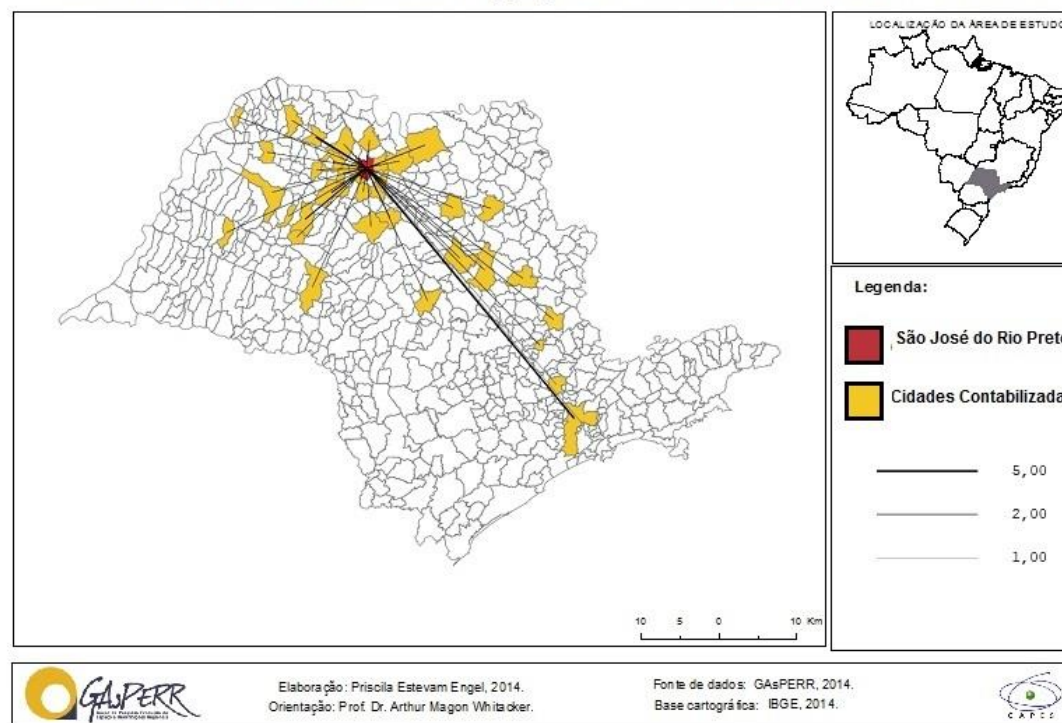 LOCALIZAÇÃO DA ÁREA DE ESTUDO
Legenda:
São José do Rio Preto
Cidades Contabilizada
5,00
2,00
1,00
10 5 0 10 Km
GAsPERR
Elaboração: Priscila Estevam Engel, 2014.
Orientação: Prof. Dr. Arthur Magon Whitacker.
Fonte de dados: GAsPERR, 2014.
Base cartográfica: IBGE, 2014.
CAPES